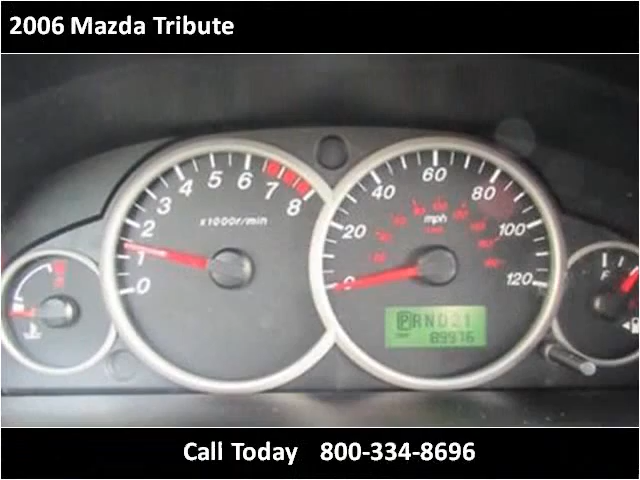 2006 Mazda Tribute
0 1 2 3 4 5 6 7 8
x1000r/min
0 20 40 60 80 100 120
mph
F
PRND21
89976
Call Today 800-334-8696